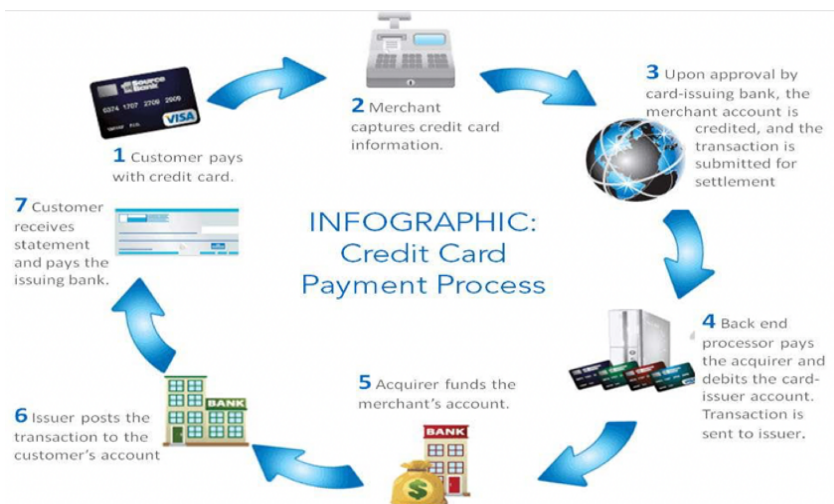 Source
Bank
VISA
1 Customer pays
with credit card.
2 Merchant
captures credit card
information.
3 Upon approval by
card-issuing bank, the
merchant account is
credited, and the
transaction is
submitted for
settlement
INFOGRAPHIC:
Credit Card
Payment Process
4 Back end
processor pays
the acquirer and
debits the card-
issuer account.
Transaction is
sent to issuer.
5 Acquirer funds the
merchant's account.
BANK
$
6 Issuer posts the
transaction to the
customer's account
BANK
7 Customer
receives
statement
and pays the
issuing bank.